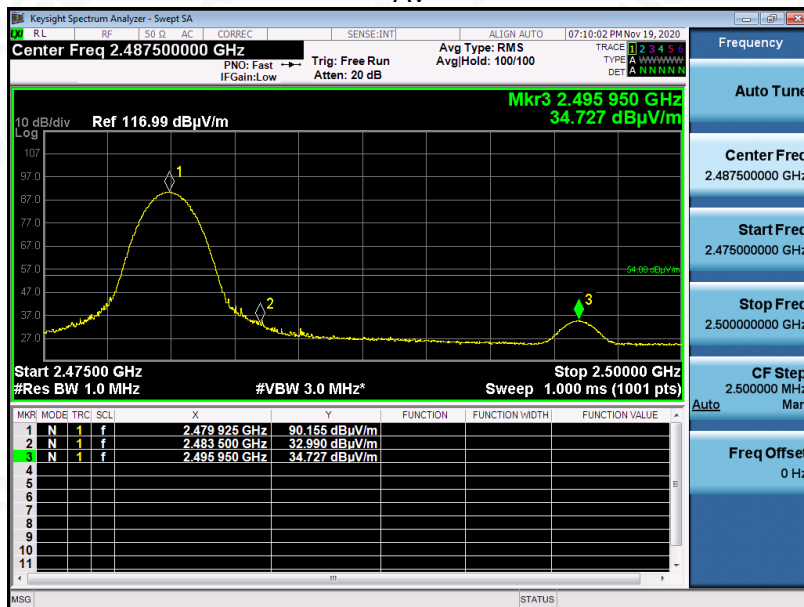 Keysight Spectrum Analyzer - Swept SA
RL RF 50 Ω AC CORREC SENSE:INT ALIGN AUTO 07:10:02 PM Nov 19, 2020
Center Freq 2.487500000 GHz
PNO: Fast
IFGain:Low
Trig: Free Run
Atten: 20 dB
Avg Type: RMS
Avg|Hold: 100/100
TRACE 1 2 3 4 5 6
TYPE A W W W W W
DET A N N N N N
Mkr3 2.495 950 GHz
34.727 dBµV/m
10 dB/div Ref 116.99 dBµV/m
Log
107
97.0
87.0
77.0
67.0
57.0
47.0
37.0
27.0
1
2
3
54.00 dBµV/m
Start 2.47500 GHz Stop 2.50000 GHz
#Res BW 1.0 MHz #VBW 3.0 MHz* Sweep 1.000 ms (1001 pts)
MKR MODE TRC SCL X Y FUNCTION FUNCTION WIDTH FUNCTION VALUE
1 N 1 f 2.479 925 GHz 90.155 dBµV/m
2 N 1 f 2.483 500 GHz 32.990 dBµV/m
3 N 1 f 2.495 950 GHz 34.727 dBµV/m
4
5
6
7
8
9
10
11
MSG STATUS
Frequency
Auto Tune
Center Freq
2.487500000 GHz
Start Freq
2.475000000 GHz
Stop Freq
2.500000000 GHz
CF Step
2.500000 MHz
Auto Man
Freq Offset
0 Hz